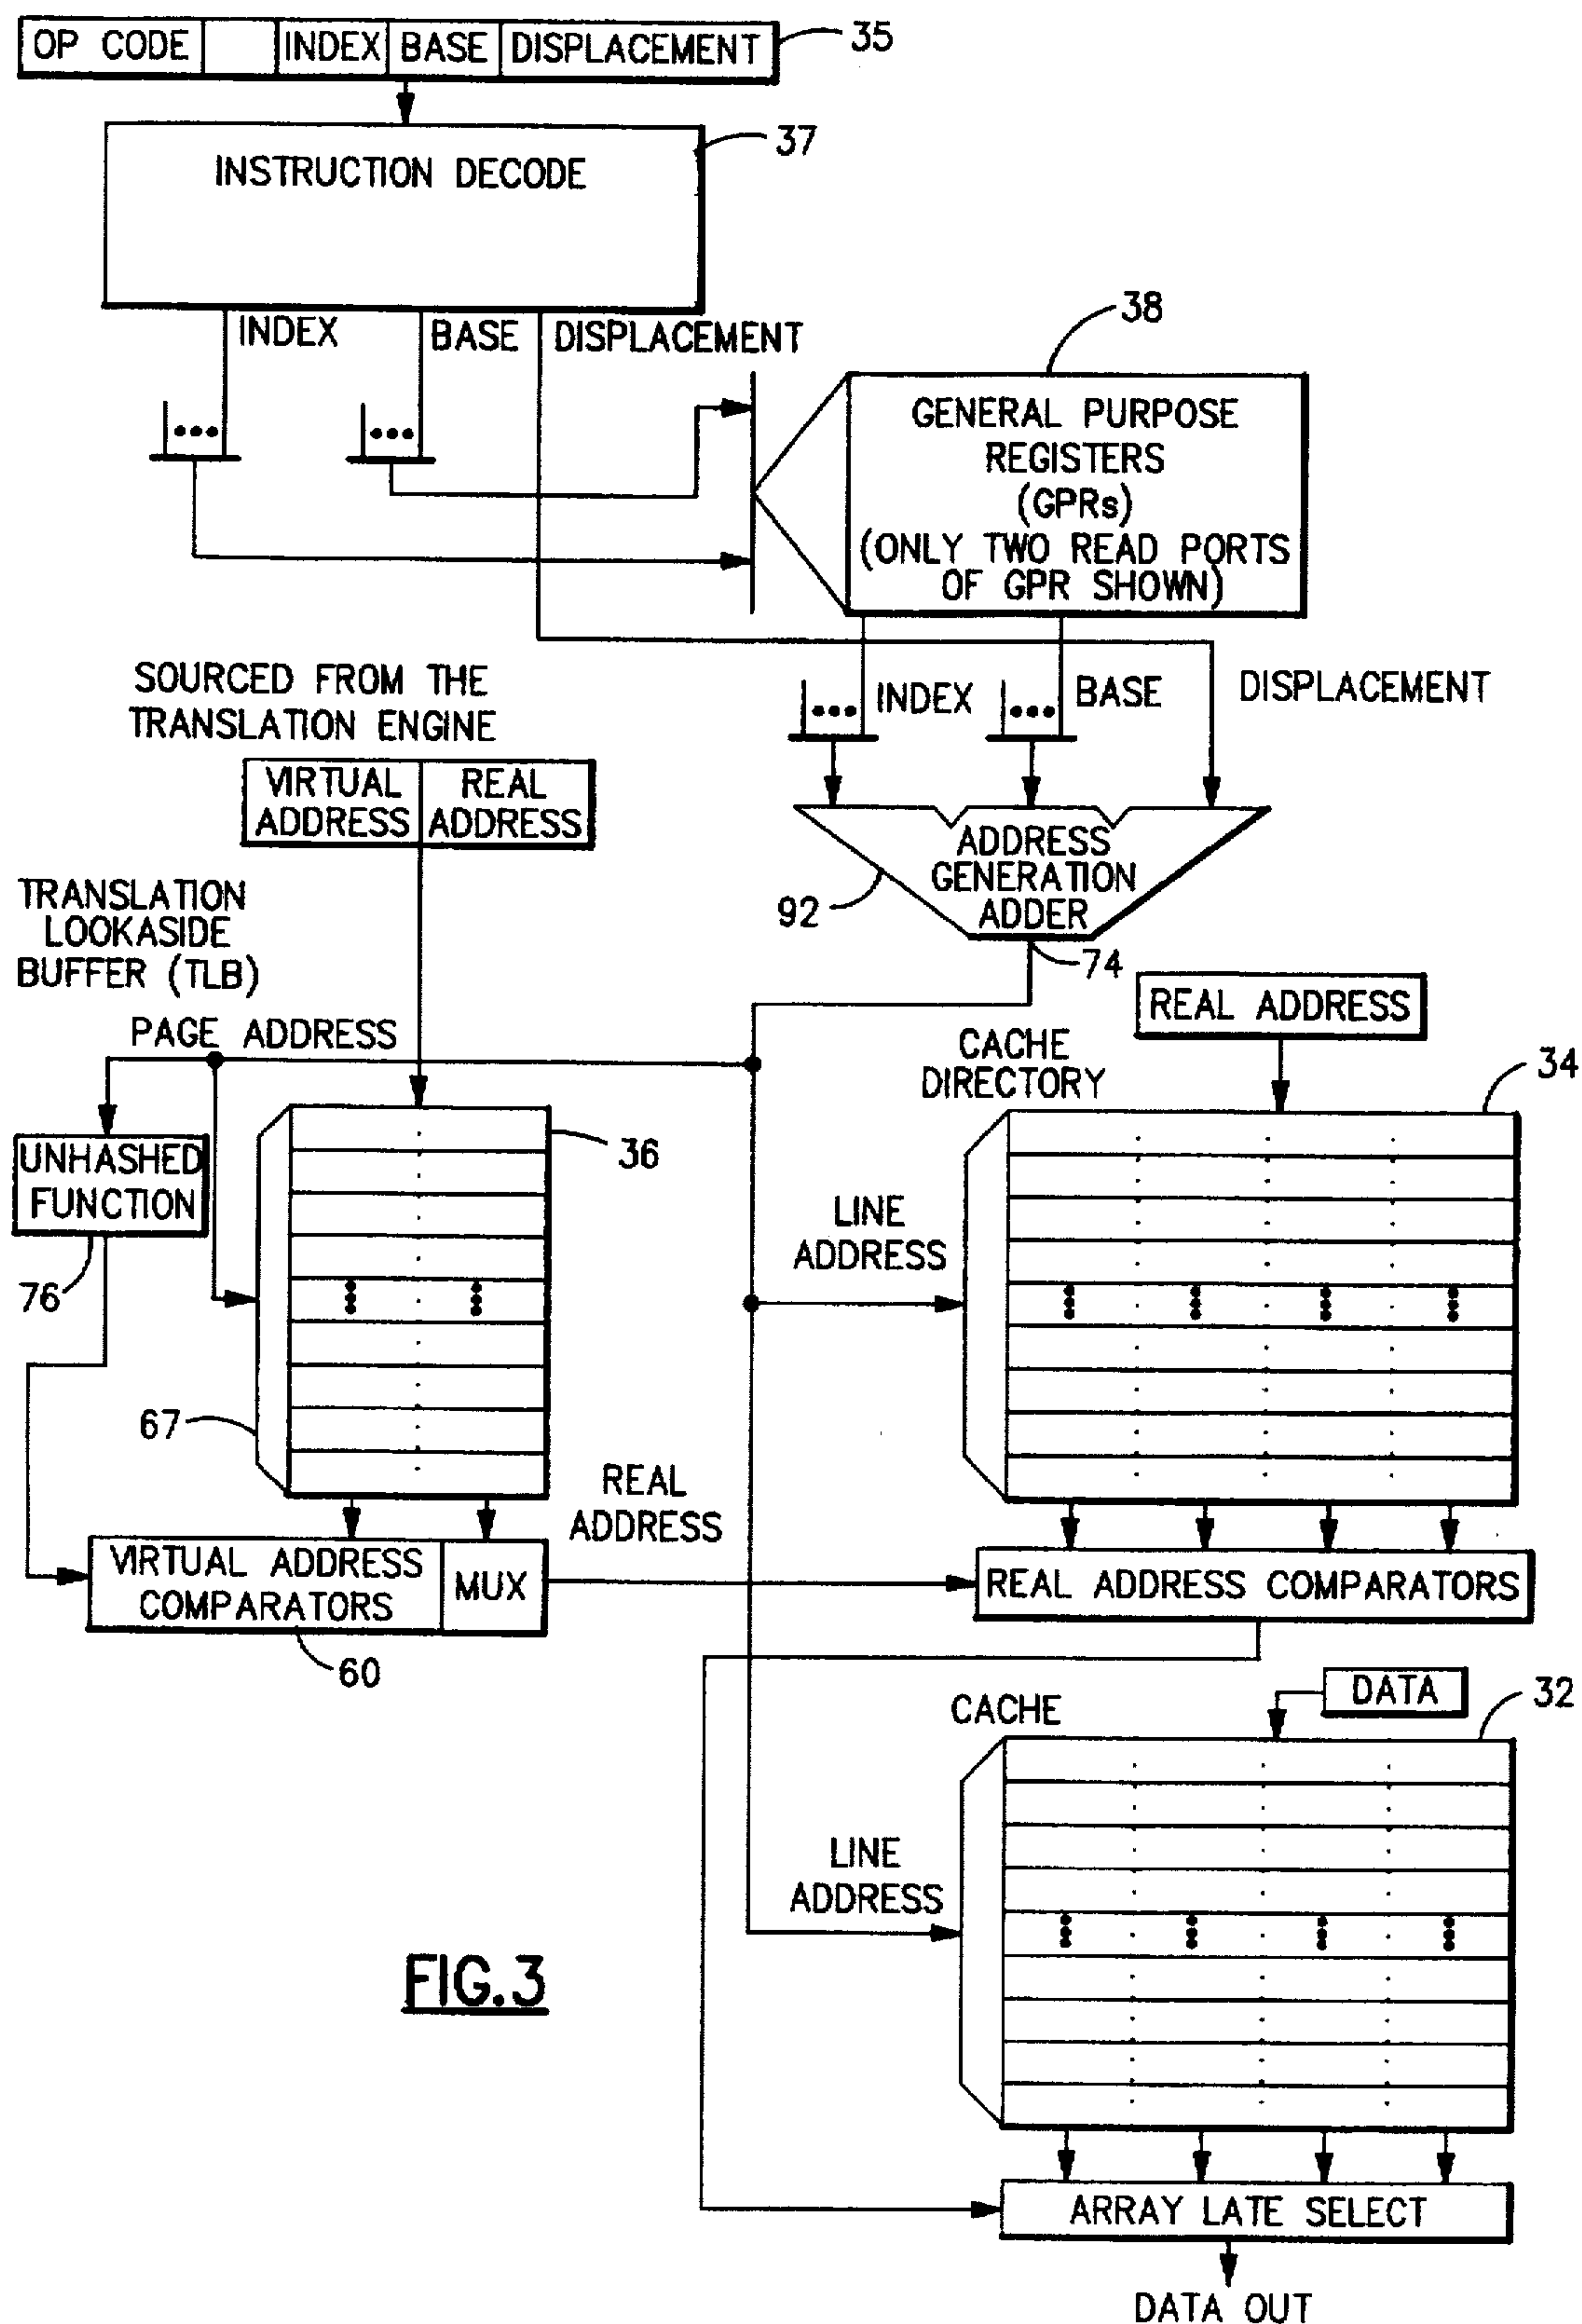 OP CODE INDEX BASE DISPLACEMENT 35
37
INSTRUCTION DECODE
INDEX BASE DISPLACEMENT
38
GENERAL PURPOSE
REGISTERS
(GPRs)
(ONLY TWO READ PORTS
OF GPR SHOWN)
SOURCED FROM THE
TRANSLATION ENGINE
INDEX BASE DISPLACEMENT
VIRTUAL
ADDRESS
REAL
ADDRESS
ADDRESS
GENERATION
ADDER
92
74
TRANSLATION
LOOKASIDE
BUFFER (TLB)
PAGE ADDRESS
REAL ADDRESS
CACHE
DIRECTORY
34
36
UNHASHED
FUNCTION
76
LINE
ADDRESS
67
REAL
ADDRESS
VIRTUAL ADDRESS
COMPARATORS
MUX
REAL ADDRESS COMPARATORS
60
DATA
32
CACHE
LINE
ADDRESS
FIG.3
ARRAY LATE SELECT
DATA OUT